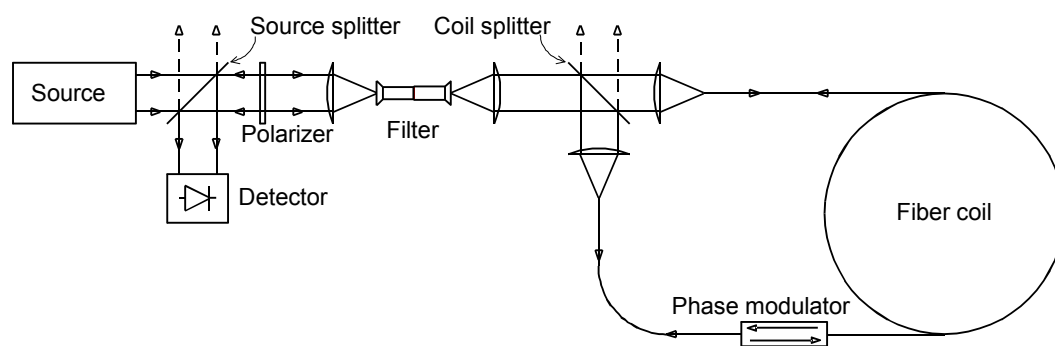 Source splitter
Coil splitter
Source
Polarizer
Filter
Detector
Fiber coil
Phase modulator